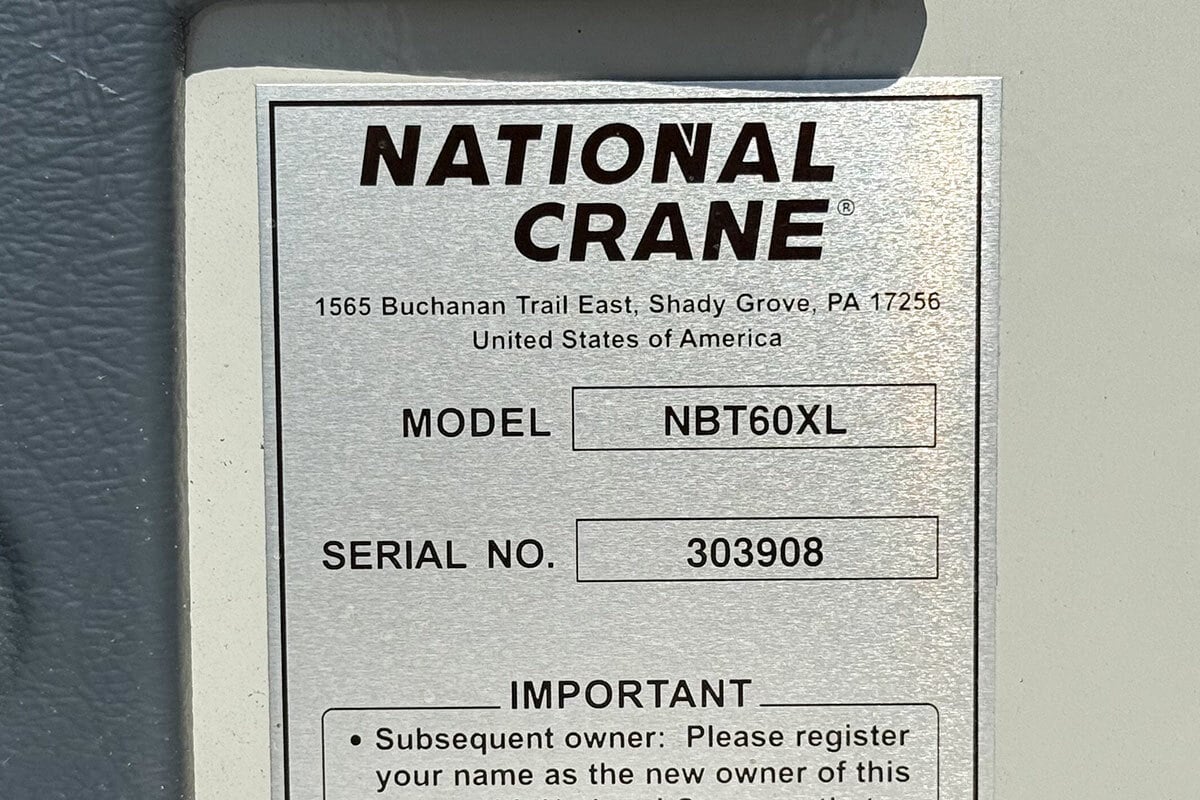 NATIONAL
CRANE®
1565 Buchanan Trail East, Shady Grove, PA 17256
United States of America
MODEL NBT60XL
SERIAL NO. 303908
IMPORTANT
• Subsequent owner: Please register
your name as the new owner of this